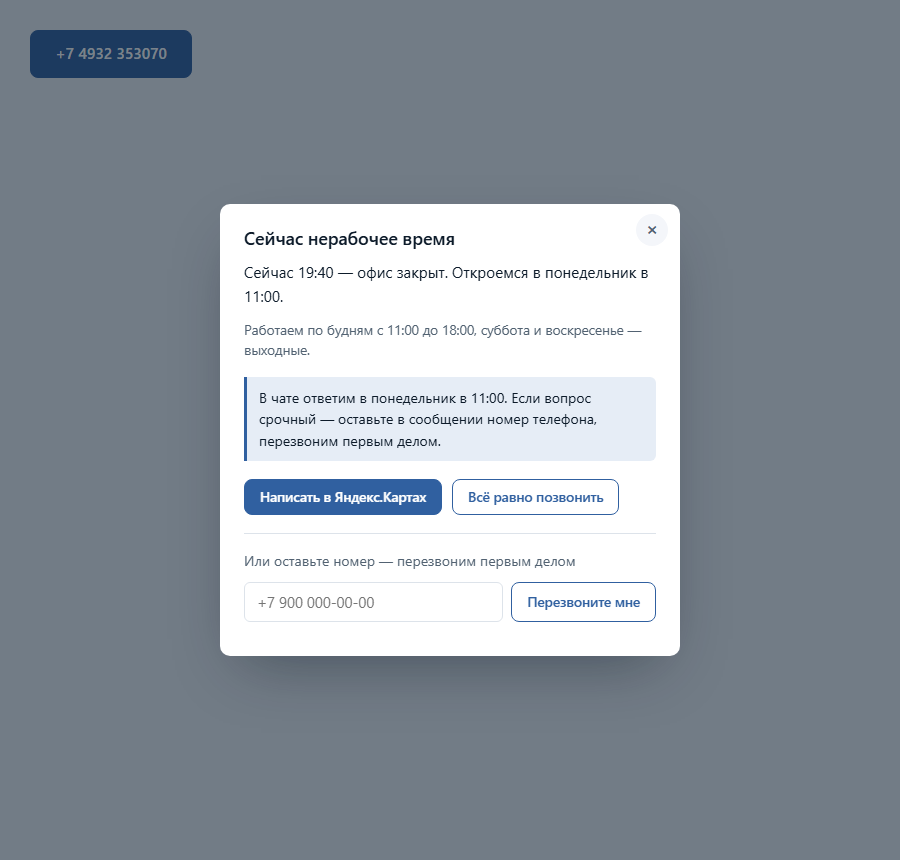 +7 4932 353070
Сейчас нерабочее время
×
Сейчас 19:40 — офис закрыт. Откроемся в понедельник в
11:00.
Работаем по будням с 11:00 до 18:00, суббота и воскресенье —
выходные.
В чате ответим в понедельник в 11:00. Если вопрос
срочный — оставьте в сообщении номер телефона,
перезвоним первым делом.
Написать в Яндекс.Картах
Всё равно позвонить
Или оставьте номер — перезвоним первым делом
+7 900 000-00-00
Перезвоните мне